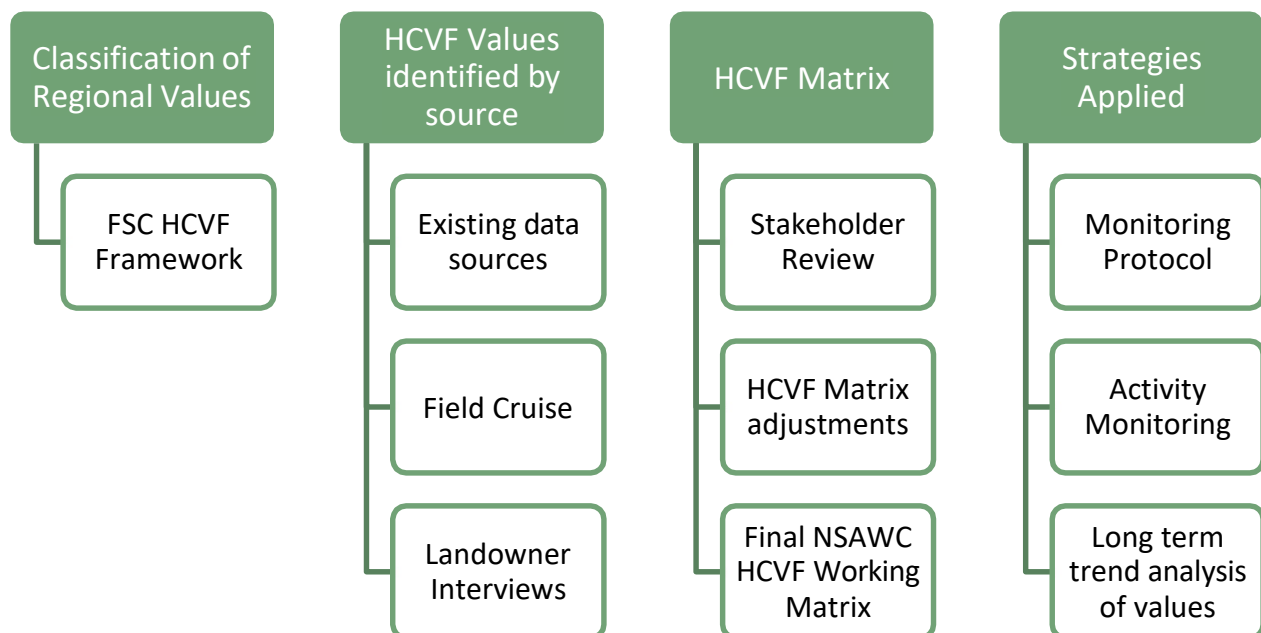 Classification of
Regional Values
FSC HCVF
Framework
HCVF Values
identified by
source
Existing data
sources
Field Cruise
Landowner
Interviews
HCVF Matrix
Stakeholder
Review
HCVF Matrix
adjustments
Final NSAWC
HCVF Working
Matrix
Strategies
Applied
Monitoring
Protocol
Activity
Monitoring
Long term
trend analysis
of values